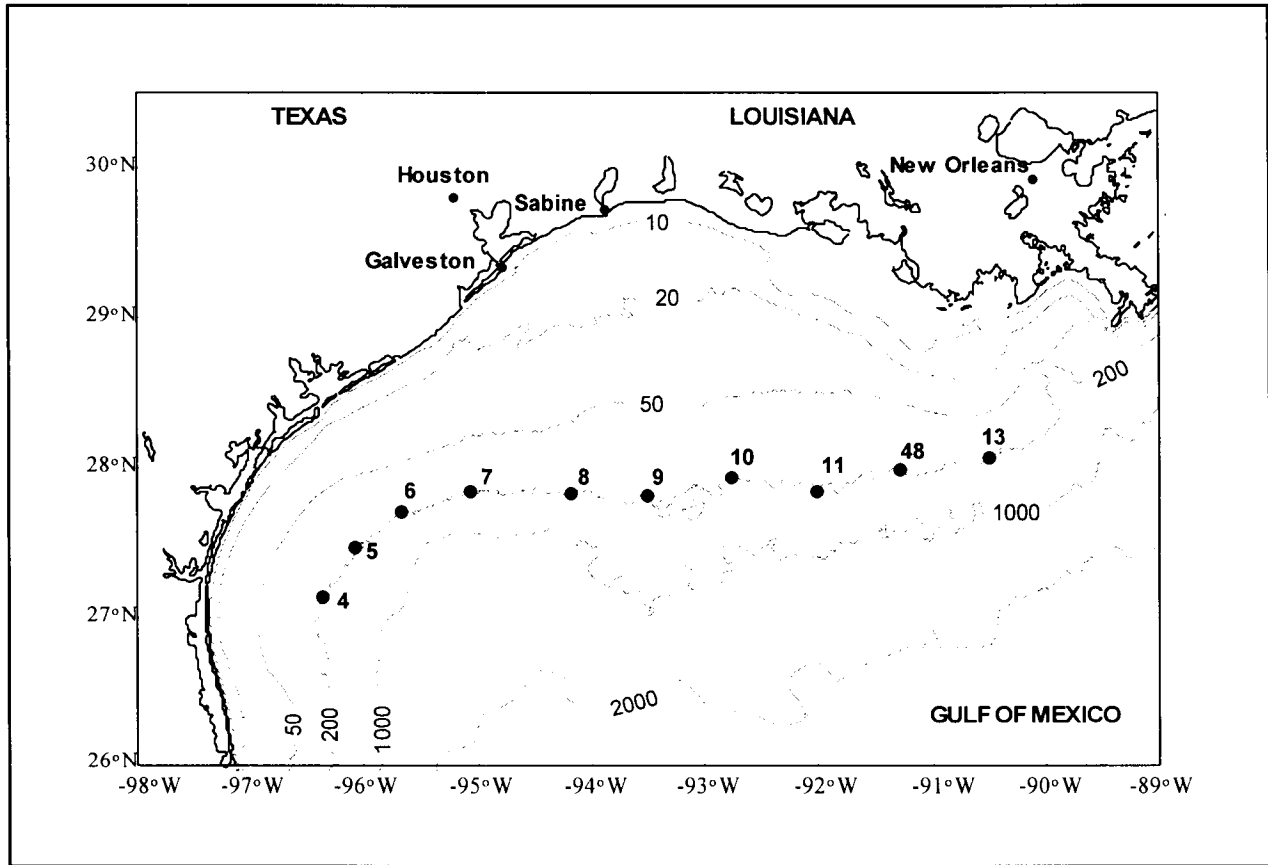 TEXAS
LOUISIANA
30°N
New Orleans
Houston
Sabine
10
Galveston
29°N
20
200
50
28°N
13
48
10
11
9
8
7
6
1000
5
27°N
4
2000
50
200
1000
GULF OF MEXICO
26°N
-98°W
-97°W
-96°W
-95°W
-94°W
-93°W
-92°W
-91°W
-90°W
-89°W